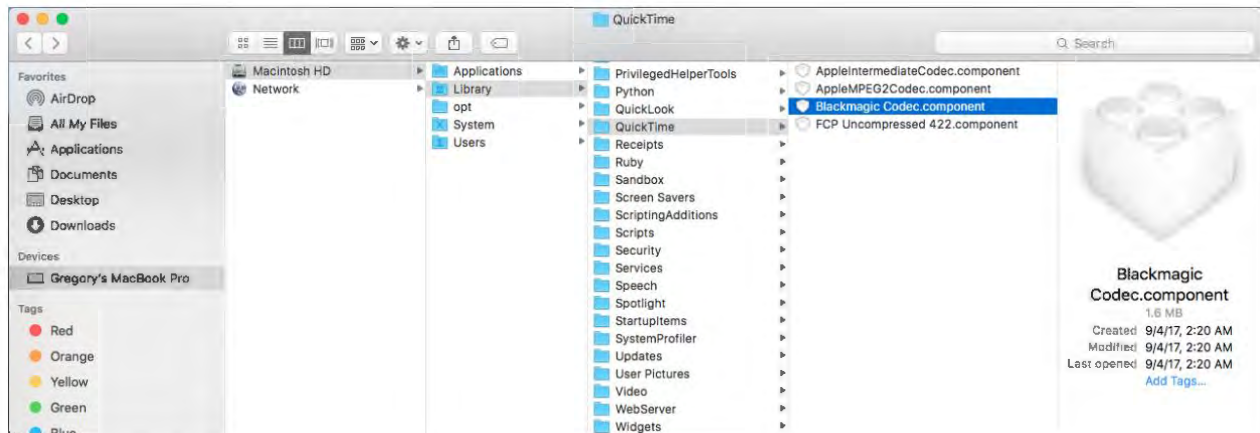 QuickTime
Search
Favorites
AirDrop
All My Files
Applications
Documents
Desktop
Downloads
Devices
Gregory's MacBook Pro
Tags
Red
Orange
Yellow
Green
Blue
Macintosh HD
Network
Applications
Library
opt
System
Users
PrivilegedHelperTools
Python
QuickLook
QuickTime
Receipts
Ruby
Sandbox
Screen Savers
ScriptingAdditions
Scripts
Security
Services
Speech
Spotlight
StartupItems
SystemProfiler
Updates
User Pictures
Video
WebServer
Widgets
AppleIntermediateCodec.component
AppleMPEG2Codec.component
Blackmagic Codec.component
FCP Uncompressed 422.component
Blackmagic
Codec.component
1.6 MB
Created 9/4/17, 2:20 AM
Modified 9/4/17, 2:20 AM
Last opened 9/4/17, 2:20 AM
Add Tags...